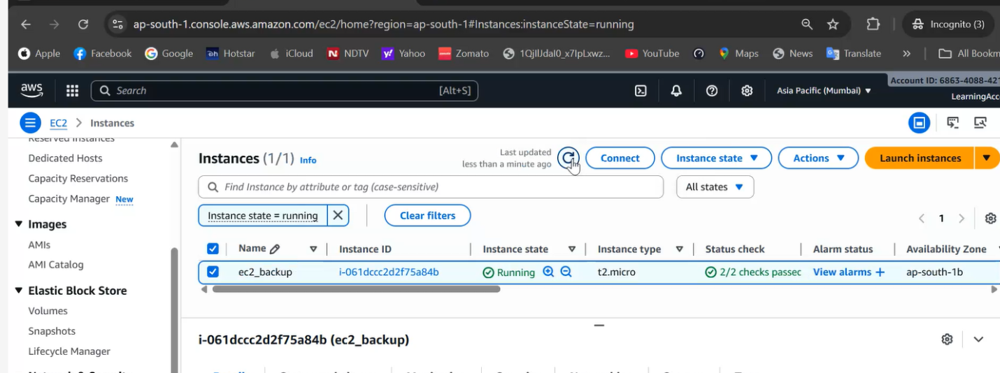 ap-south-1.console.aws.amazon.com/ec2/home?region=ap-south-1#Instances:instanceState=running
Incognito (3)
Apple Facebook Google Hotstar iCloud NDTV Yahoo Zomato YouTube Maps News Translate » All Bookm
aws Search [Alt+S] Asia Pacific (Mumbai) Account ID: 6863-4088-421
LearningAcc
EC2 > Instances
Reserved Instances
Dedicated Hosts
Capacity Reservations
Capacity Manager New
Images
AMIs
AMI Catalog
Elastic Block Store
Volumes
Snapshots
Lifecycle Manager
Instances (1/1) Info
Last updated
less than a minute ago
Connect Instance state Actions Launch instances
Find Instance by attribute or tag (case-sensitive) All states
Instance state = running Clear filters
1
Name Instance ID Instance state Instance type Status check Alarm status Availability Zone
ec2_backup i-061dccc2d2f75a84b Running t2.micro 2/2 checks passec View alarms + ap-south-1b
i-061dccc2d2f75a84b (ec2_backup)